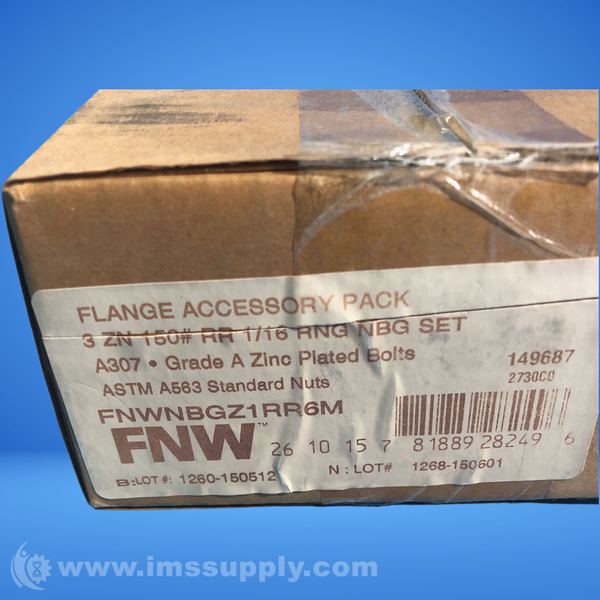 FLANGE ACCESSORY PACK
3 ZN 150# RR 1/16 RNG NBG SET
A307 • Grade A Zinc Plated Bolts
149687
ASTM A563 Standard Nuts
2730C0
FNWNBGZ1RR6M
FNW™ 26 10 15 7 81889 28249 6
B:LOT #: 1260-150512 N : LOT# 1268-150601
www.imssupply.com